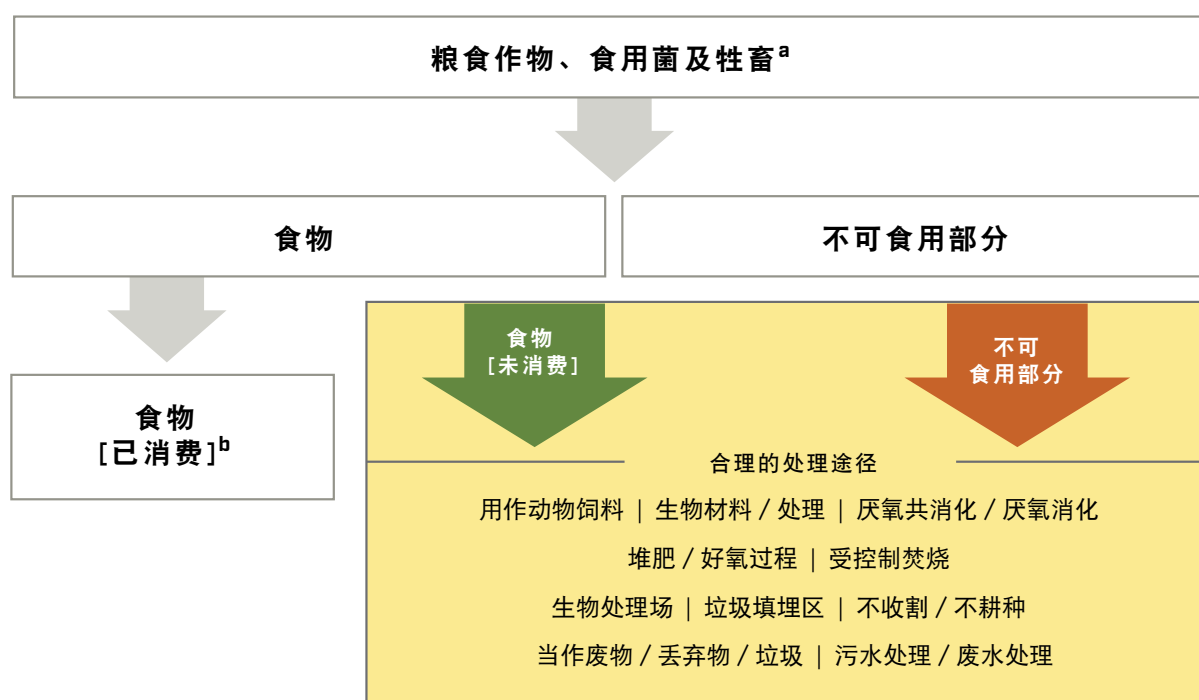 粮食作物、食用菌及牲畜a
食物
不可食用部分
食物
[未消费]
不可
食用部分
食物
[已消费]b
合理的处理途径
用作动物饲料 | 生物材料 / 处理 | 厌氧共消化 / 厌氧消化
堆肥 / 好氧过程 | 受控制焚烧
生物处理场 | 垃圾填埋区 | 不收割 / 不耕种
当作废物 / 丢弃物 / 垃圾 | 污水处理 / 废水处理